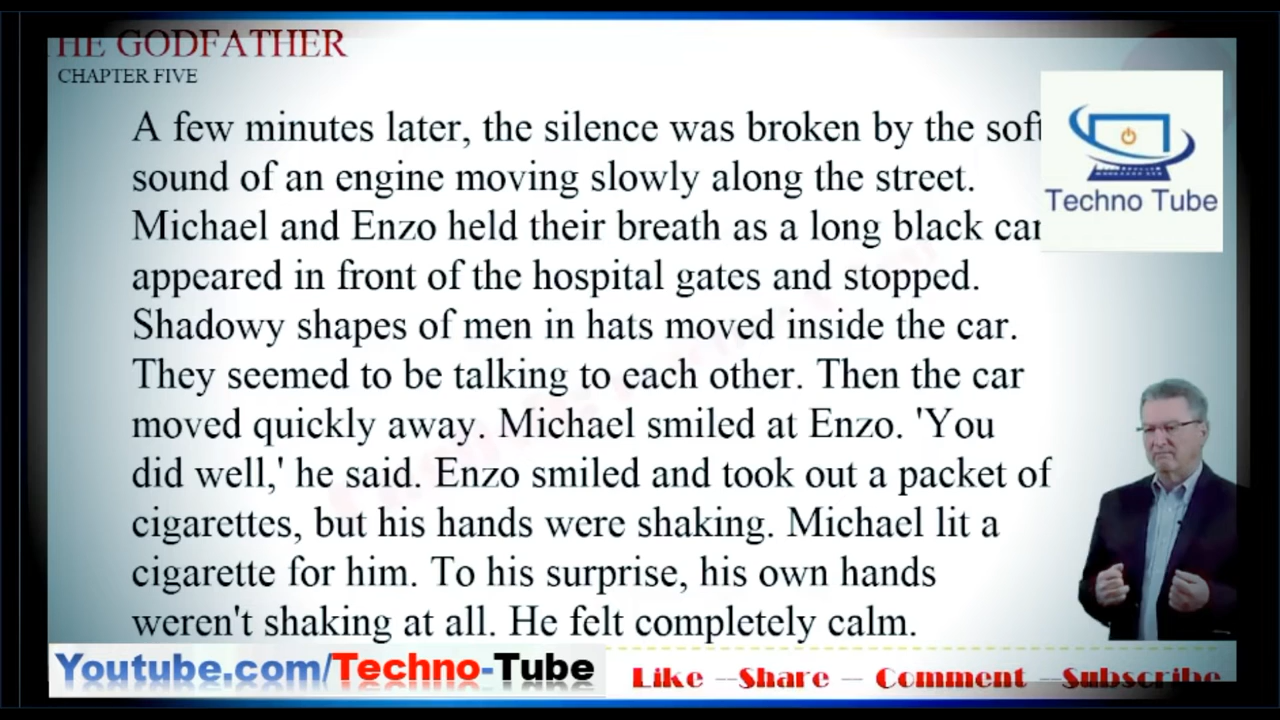 THE GODFATHER
CHAPTER FIVE
A few minutes later, the silence was broken by the soft
sound of an engine moving slowly along the street.
Michael and Enzo held their breath as a long black car
appeared in front of the hospital gates and stopped.
Shadowy shapes of men in hats moved inside the car.
They seemed to be talking to each other. Then the car
moved quickly away. Michael smiled at Enzo. 'You
did well,' he said. Enzo smiled and took out a packet of
cigarettes, but his hands were shaking. Michael lit a
cigarette for him. To his surprise, his own hands
weren't shaking at all. He felt completely calm.
Techno Tube
Youtube.com/Techno-Tube
Like --Share -- Comment --Subscribe